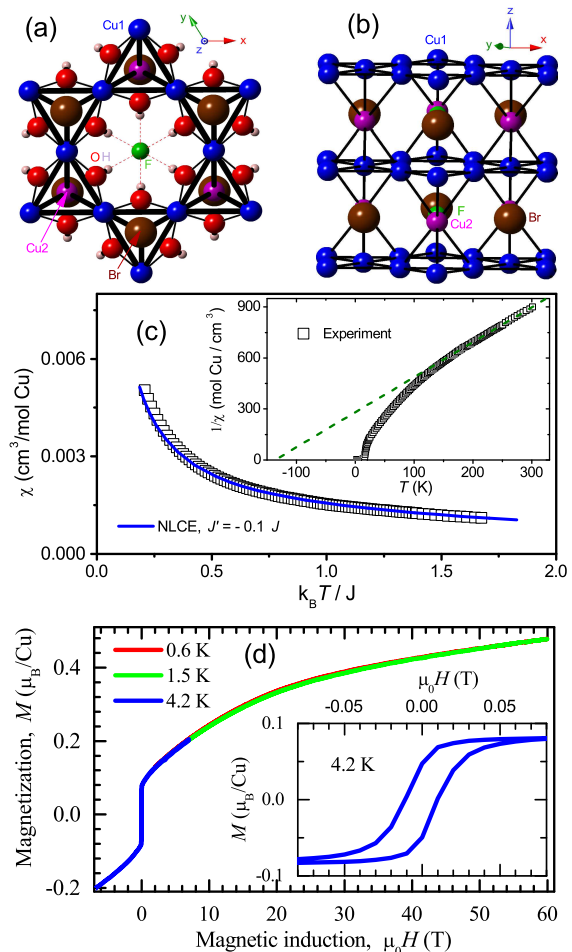 (a)
Cu1
y
z
x
O H
F
Cu2
Br
(b)
Cu1
z
y
x
F
Cu2
Br
(c)
χ (cm³/mol Cu)
0.006
0.003
0.000
0.0 0.5 1.0 1.5 2.0
k_BT / J
NLCE, J' = - 0.1 J
1/χ (mol Cu / cm³)
900
600
300
0
-100 0 100 200 300
T (K)
Experiment
(d)
Magnetization, M (μ_B/Cu)
0.4
0.2
0.0
-0.2
0 10 20 30 40 50 60
Magnetic induction, μ₀H (T)
0.6 K
1.5 K
4.2 K
μ₀H (T)
-0.05 0.00 0.05
M (μ_B/Cu)
0.1
0.0
-0.1
4.2 K